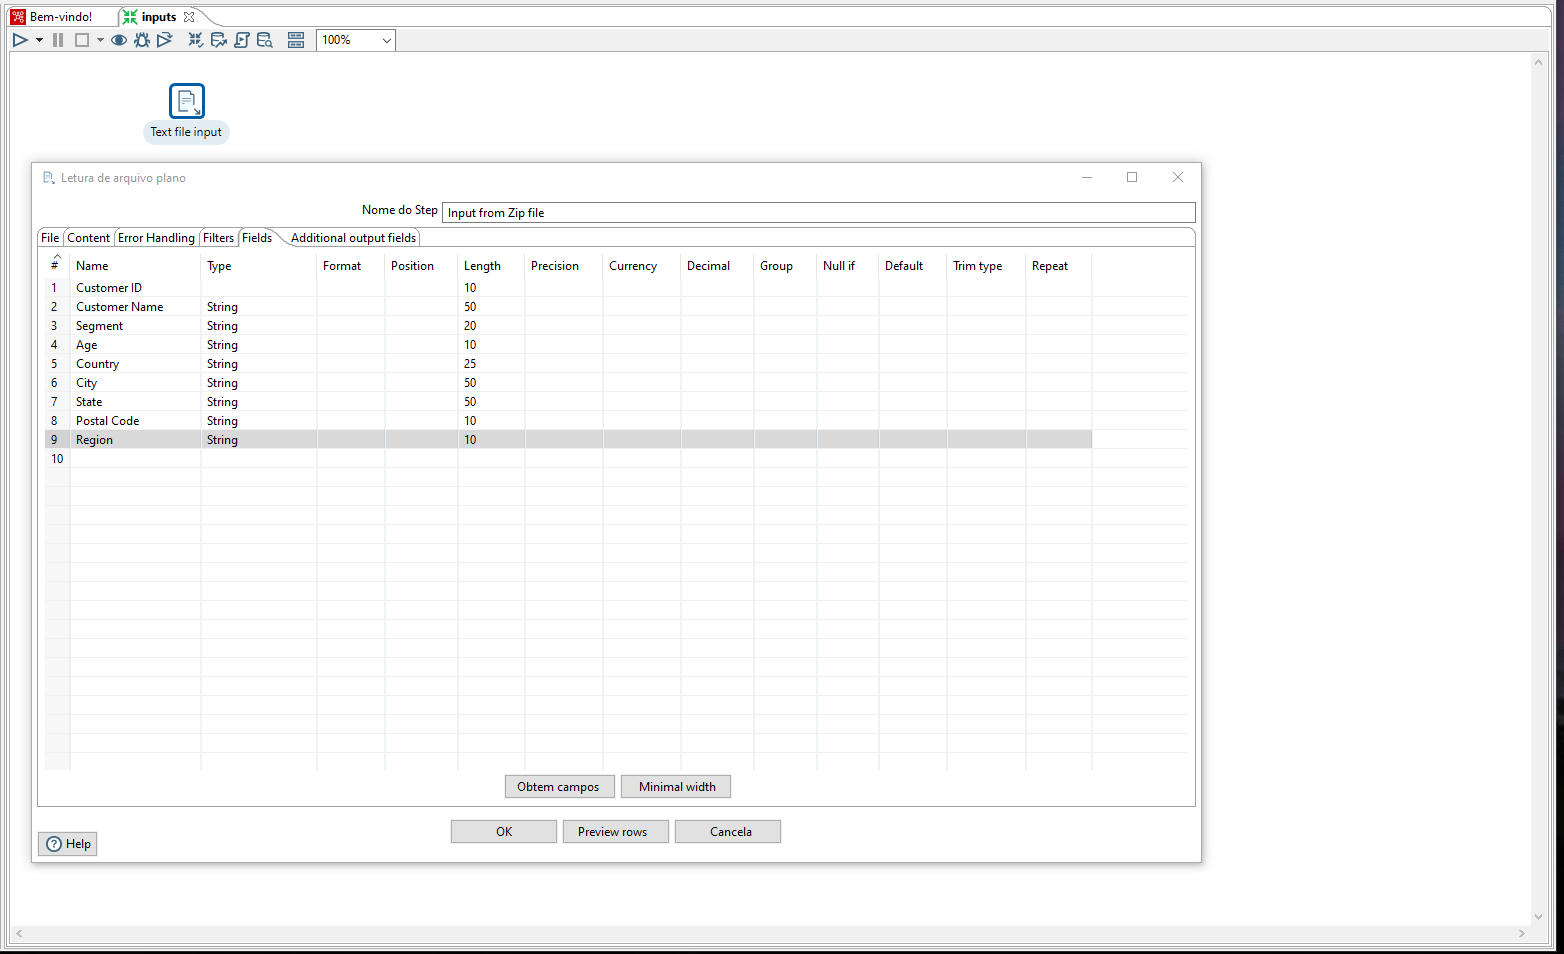 Bem-vindo! inputs
100%
Text file input
Letura de arquivo plano
Nome do Step Input from Zip file
File Content Error Handling Filters Fields Additional output fields
# Name Type Format Position Length Precision Currency Decimal Group Null if Default Trim type Repeat
1 Customer ID 10
2 Customer Name String 50
3 Segment String 20
4 Age String 10
5 Country String 25
6 City String 50
7 State String 50
8 Postal Code String 10
9 Region String 10
10
Obtem campos Minimal width
OK Preview rows Cancela
Help